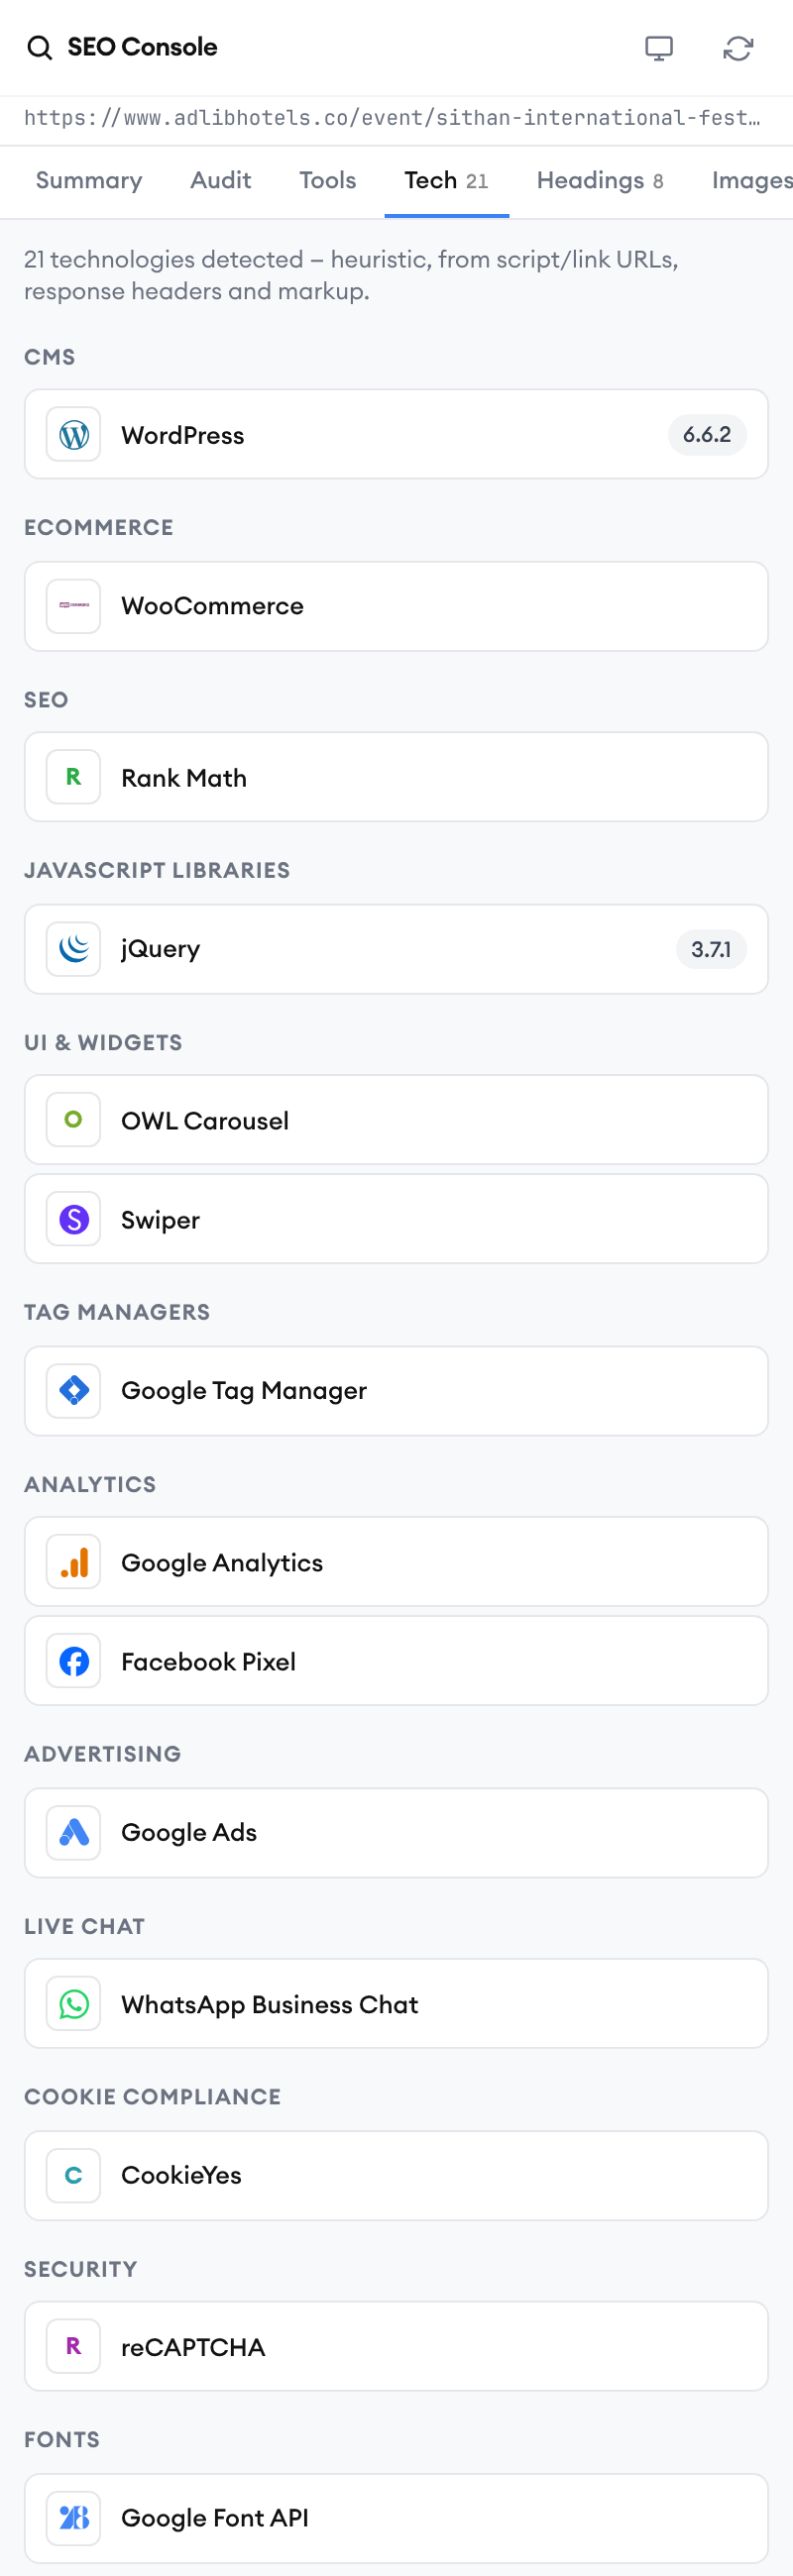 SEO Console
https://www.adlibhotels.co/event/sithan-international-fest…
Summary Audit Tools Tech 21 Headings 8 Images
21 technologies detected – heuristic, from script/link URLs,
response headers and markup.
CMS
WordPress 6.6.2
ECOMMERCE
WooCommerce
SEO
R Rank Math
JAVASCRIPT LIBRARIES
jQuery 3.7.1
UI & WIDGETS
O OWL Carousel
Swiper
TAG MANAGERS
Google Tag Manager
ANALYTICS
Google Analytics
Facebook Pixel
ADVERTISING
Google Ads
LIVE CHAT
WhatsApp Business Chat
COOKIE COMPLIANCE
C CookieYes
SECURITY
R reCAPTCHA
FONTS
Google Font API